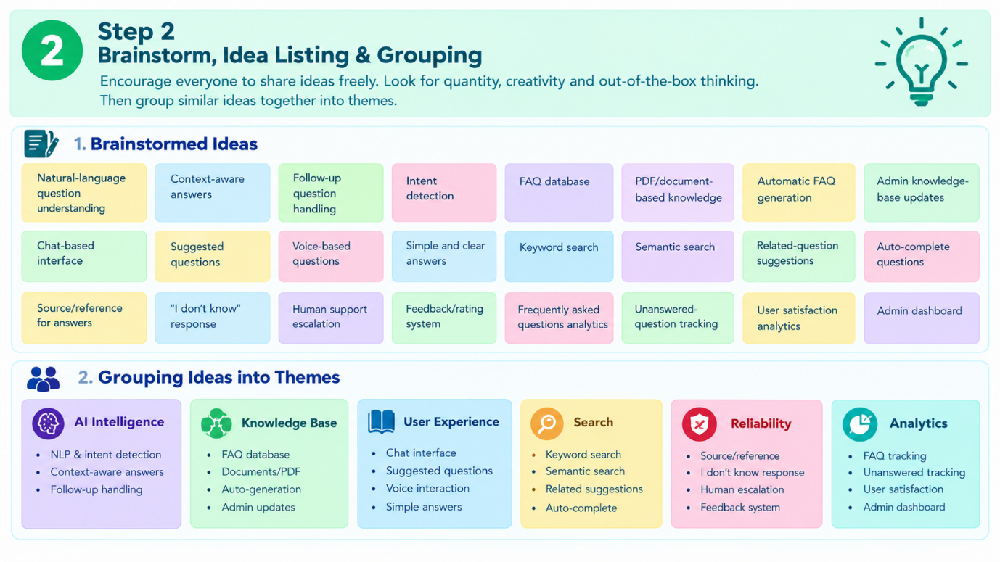 2
Step 2
Brainstorm, Idea Listing & Grouping
Encourage everyone to share ideas freely. Look for quantity, creativity and out-of-the-box thinking.
Then group similar ideas together into themes.
1. Brainstormed Ideas
Natural-language
question
understanding
Context-aware
answers
Follow-up
question
handling
Intent
detection
FAQ database
PDF/document-
based knowledge
Automatic FAQ
generation
Admin knowledge-
base updates
Chat-based
interface
Suggested
questions
Voice-based
questions
Simple and clear
answers
Keyword search
Semantic search
Related-question
suggestions
Auto-complete
questions
Source/reference
for answers
"I don't know"
response
Human support
escalation
Feedback/rating
system
Frequently asked
questions analytics
Unanswered-
question tracking
User satisfaction
analytics
Admin dashboard
2. Grouping Ideas into Themes
AI Intelligence
• NLP & intent detection
• Context-aware answers
• Follow-up handling
Knowledge Base
• FAQ database
• Documents/PDF
• Auto-generation
• Admin updates
User Experience
• Chat interface
• Suggested questions
• Voice interaction
• Simple answers
Search
• Keyword search
• Semantic search
• Related suggestions
• Auto-complete
Reliability
• Source/reference
• I don't know response
• Human escalation
• Feedback system
Analytics
• FAQ tracking
• Unanswered tracking
• User satisfaction
• Admin dashboard